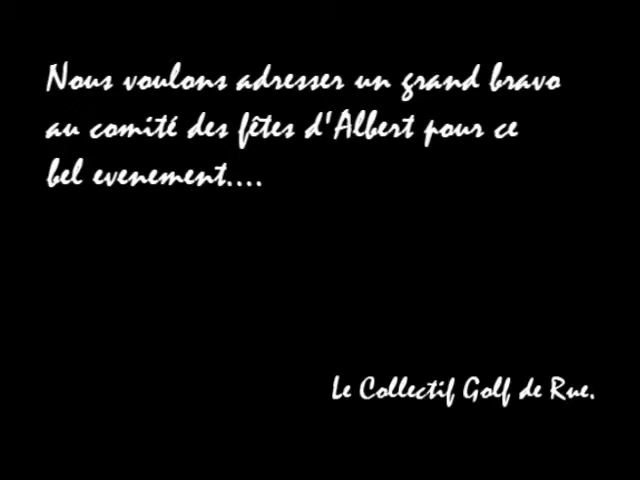 Nous voulons adresser un grand bravo
au comité des fêtes d'Albert pour ce
bel evenement....
Le Collectif Golf de Rue.